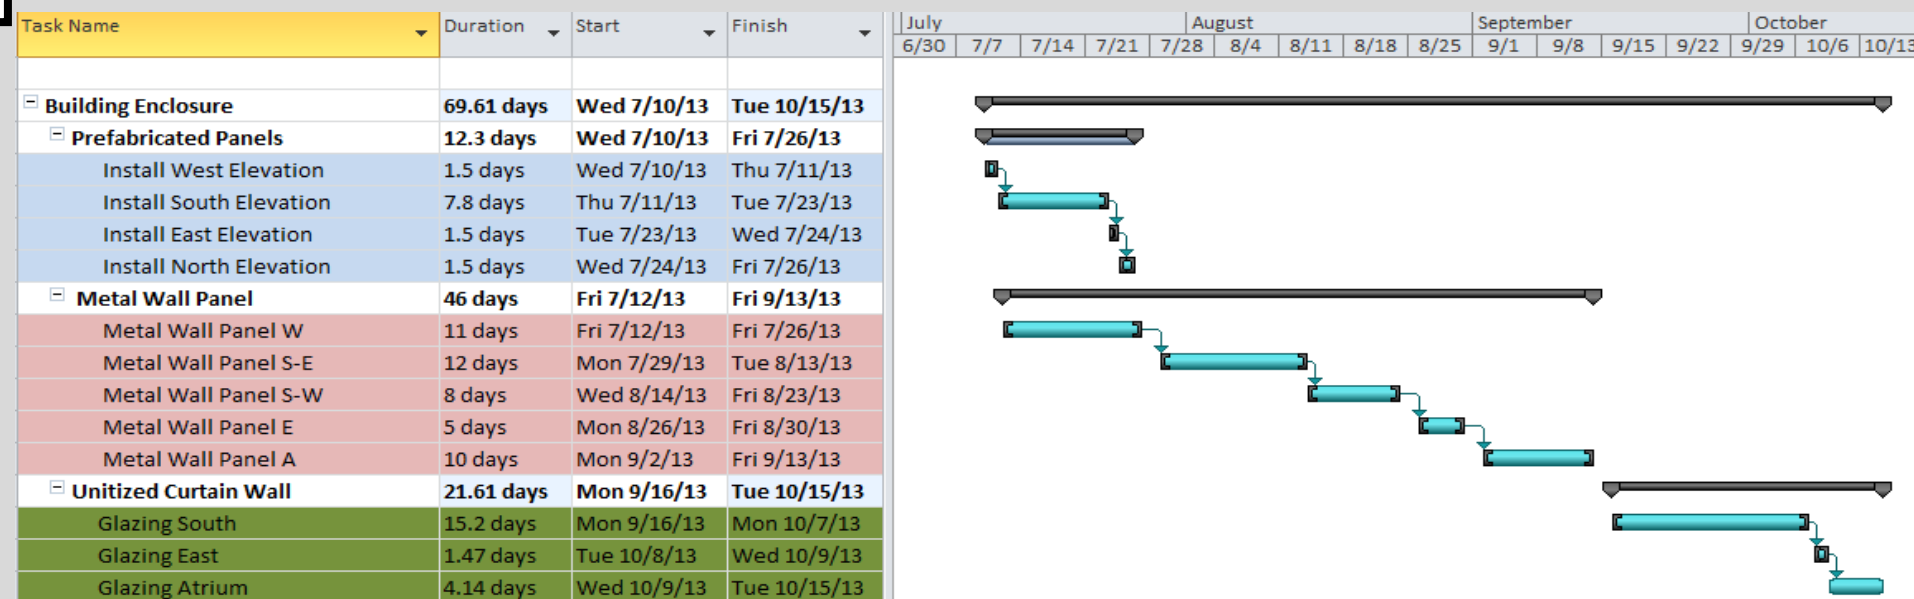 Task Name Duration Start Finish July August September October
6/30 7/7 7/14 7/21 7/28 8/4 8/11 8/18 8/25 9/1 9/8 9/15 9/22 9/29 10/6 10/13
Building Enclosure 69.61 days Wed 7/10/13 Tue 10/15/13
Prefabricated Panels 12.3 days Wed 7/10/13 Fri 7/26/13
Install West Elevation 1.5 days Wed 7/10/13 Thu 7/11/13
Install South Elevation 7.8 days Thu 7/11/13 Tue 7/23/13
Install East Elevation 1.5 days Tue 7/23/13 Wed 7/24/13
Install North Elevation 1.5 days Wed 7/24/13 Fri 7/26/13
Metal Wall Panel 46 days Fri 7/12/13 Fri 9/13/13
Metal Wall Panel W 11 days Fri 7/12/13 Fri 7/26/13
Metal Wall Panel S-E 12 days Mon 7/29/13 Tue 8/13/13
Metal Wall Panel S-W 8 days Wed 8/14/13 Fri 8/23/13
Metal Wall Panel E 5 days Mon 8/26/13 Fri 8/30/13
Metal Wall Panel A 10 days Mon 9/2/13 Fri 9/13/13
Unitized Curtain Wall 21.61 days Mon 9/16/13 Tue 10/15/13
Glazing South 15.2 days Mon 9/16/13 Mon 10/7/13
Glazing East 1.47 days Tue 10/8/13 Wed 10/9/13
Glazing Atrium 4.14 days Wed 10/9/13 Tue 10/15/13